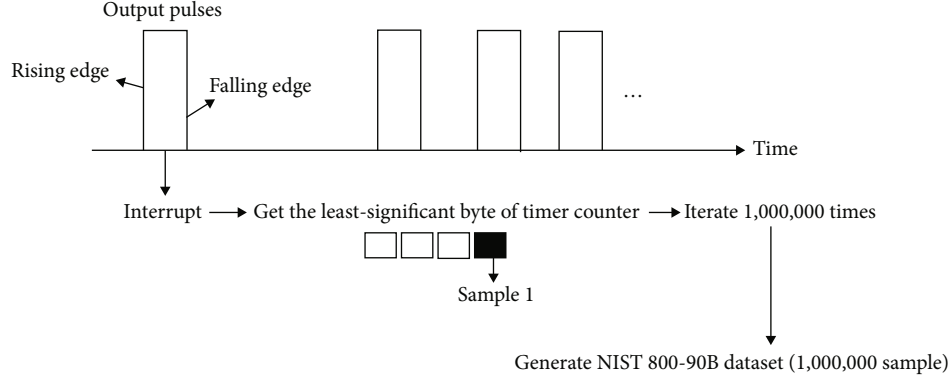 Output pulses
Rising edge
Falling edge
...
Time
Interrupt
Get the least-significant byte of timer counter
Iterate 1,000,000 times
Sample 1
Generate NIST 800-90B dataset (1,000,000 sample)